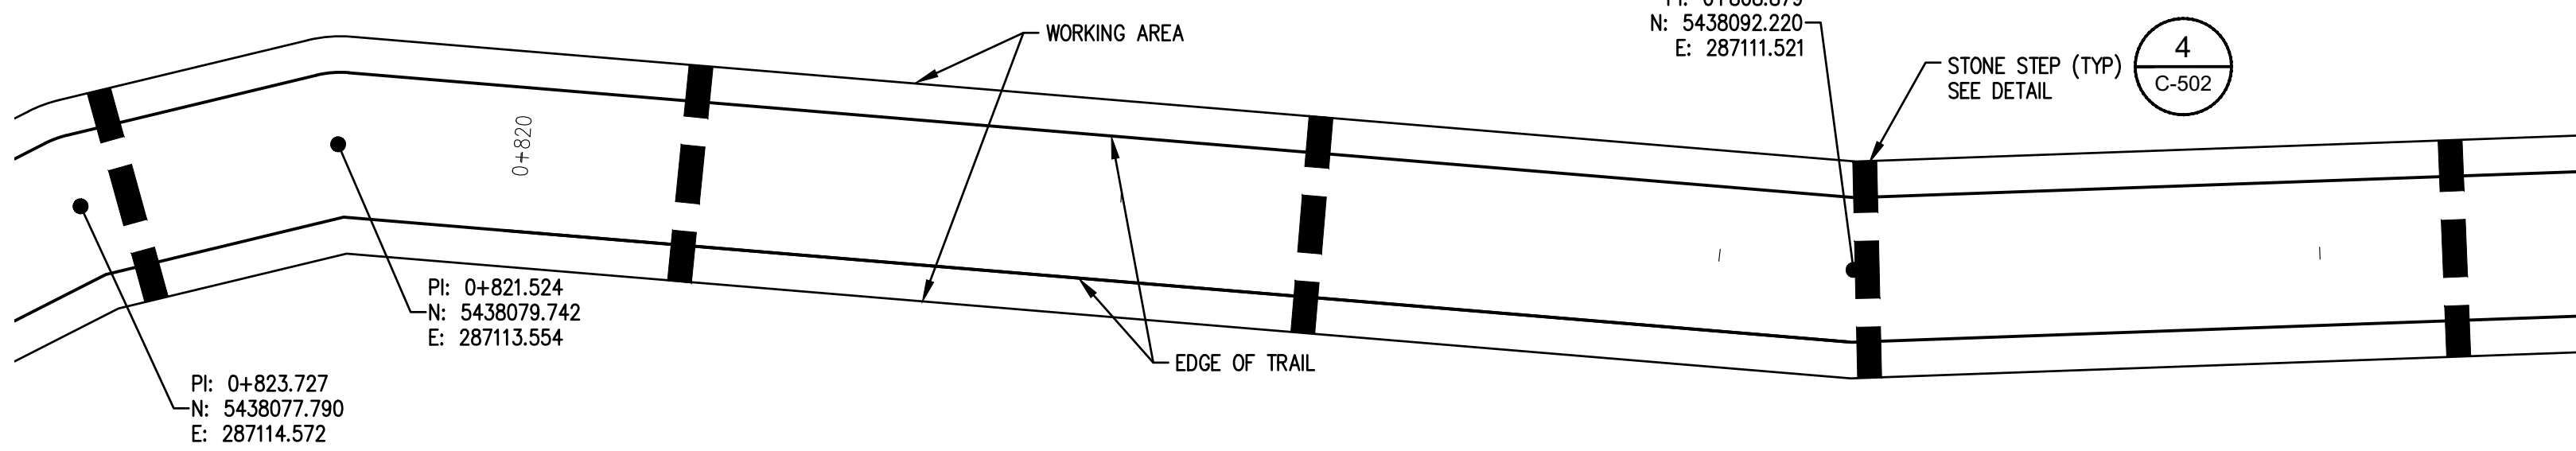 WORKING AREA
N: 5438092.220
E: 287111.521
STONE STEP (TYP)
SEE DETAIL
4
C-502
0+820
PI: 0+821.524
N: 5438079.742
E: 287113.554
EDGE OF TRAIL
PI: 0+823.727
N: 5438077.790
E: 287114.572